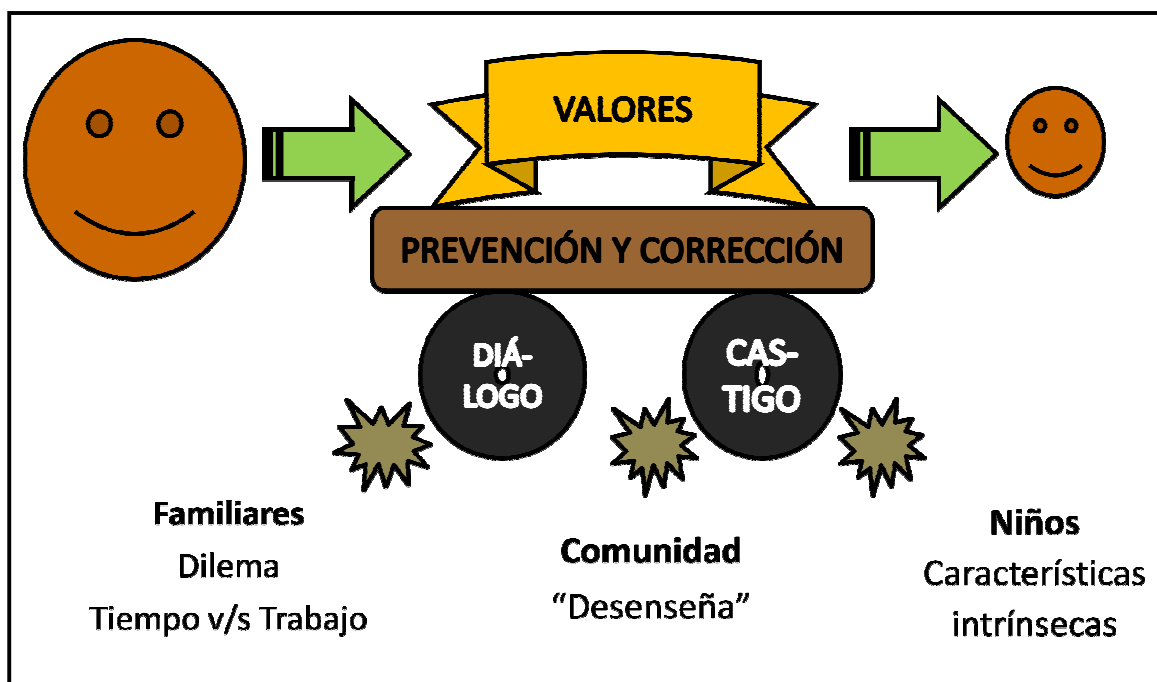 VALORES
PREVENCIÓN Y CORRECCIÓN
DIÁ-
LOGO
CAS-
TIGO
Familiares
Dilema
Tiempo v/s Trabajo
Comunidad
“Desenseña”
Niños
Características
intrínsecas